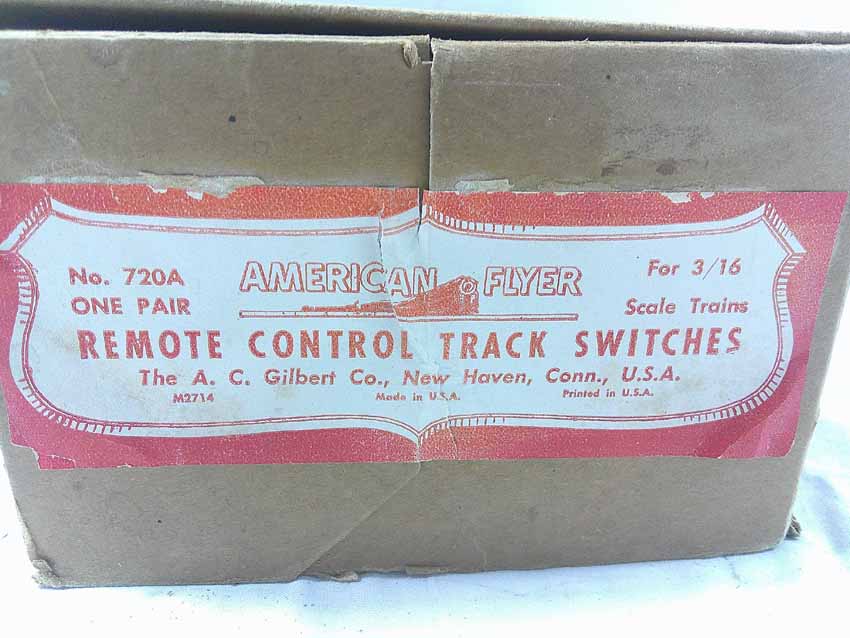 No. 720A AMERICAN FLYER For 3/16
ONE PAIR Scale Trains
REMOTE CONTROL TRACK SWITCHES
The A. C. Gilbert Co., New Haven, Conn., U.S.A.
M2714 Made in U.S.A. Printed in U.S.A.